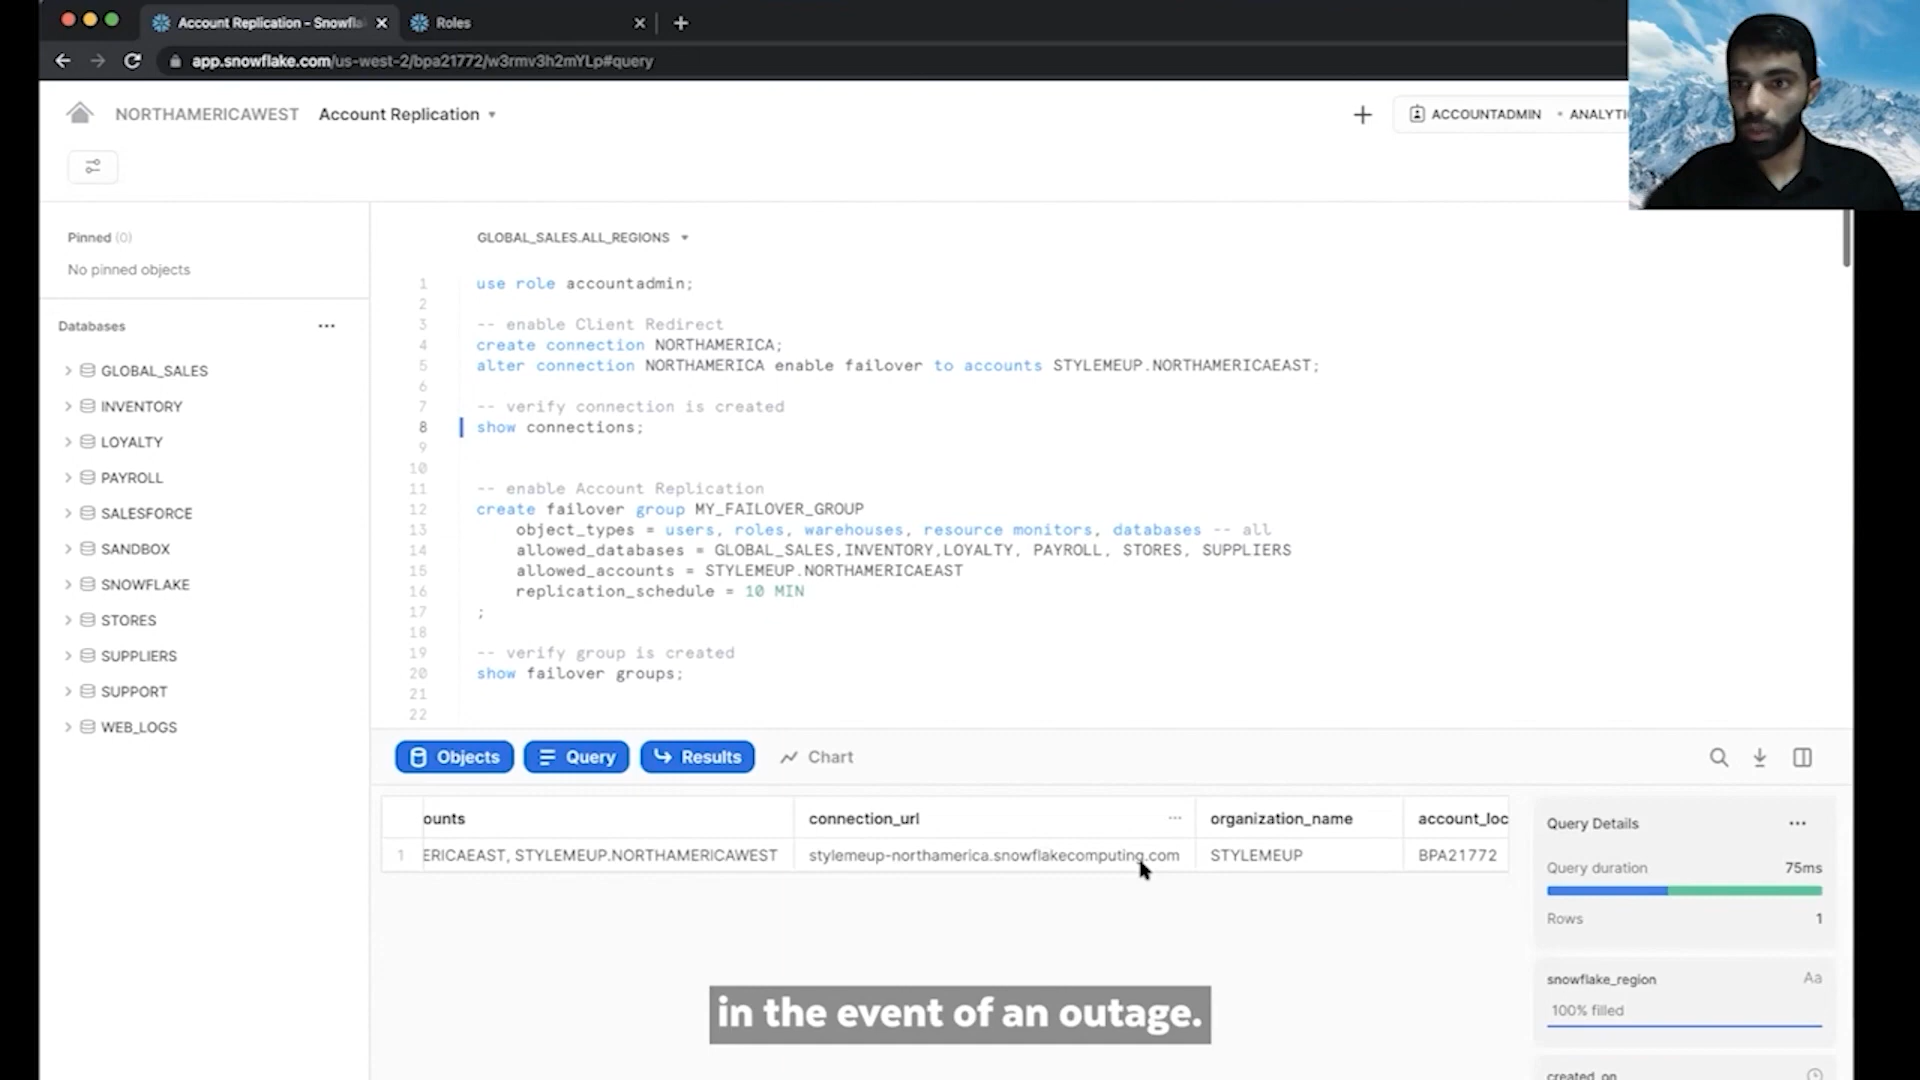 Account Replication - Snowfla
Roles
app.snowflake.com/us-west-2/bpa21772/w3rmv3h2mYLp#query
NORTHAMERICAWEST
Account Replication
ACCOUNTADMIN
ANALYTI
Pinned (0)
No pinned objects
Databases
GLOBAL_SALES
INVENTORY
LOYALTY
PAYROLL
SALESFORCE
SANDBOX
SNOWFLAKE
STORES
SUPPLIERS
SUPPORT
WEB_LOGS
GLOBAL_SALES.ALL_REGIONS
1 use role accountadmin;
2
3 -- enable Client Redirect
4 create connection NORTHAMERICA;
5 alter connection NORTHAMERICA enable failover to accounts STYLEMEUP.NORTHAMERICAEAST;
6
7 -- verify connection is created
8 show connections;
9
10
11 -- enable Account Replication
12 create failover group MY_FAILOVER_GROUP
13 object_types = users, roles, warehouses, resource monitors, databases -- all
14 allowed_databases = GLOBAL_SALES,INVENTORY,LOYALTY, PAYROLL, STORES, SUPPLIERS
15 allowed_accounts = STYLEMEUP.NORTHAMERICAEAST
16 replication_schedule = 10 MIN
17 ;
18
19 -- verify group is created
20 show failover groups;
21
22
Objects Query Results Chart
ounts connection_url ... organization_name account_loc
1 ERICAEAST, STYLEMEUP.NORTHAMERICAWEST stylemeup-northamerica.snowflakecomputing.com STYLEMEUP BPA21772
Query Details ...
Query duration 75ms
Rows 1
snowflake_region Aa
100% filled
created_on
in the event of an outage.